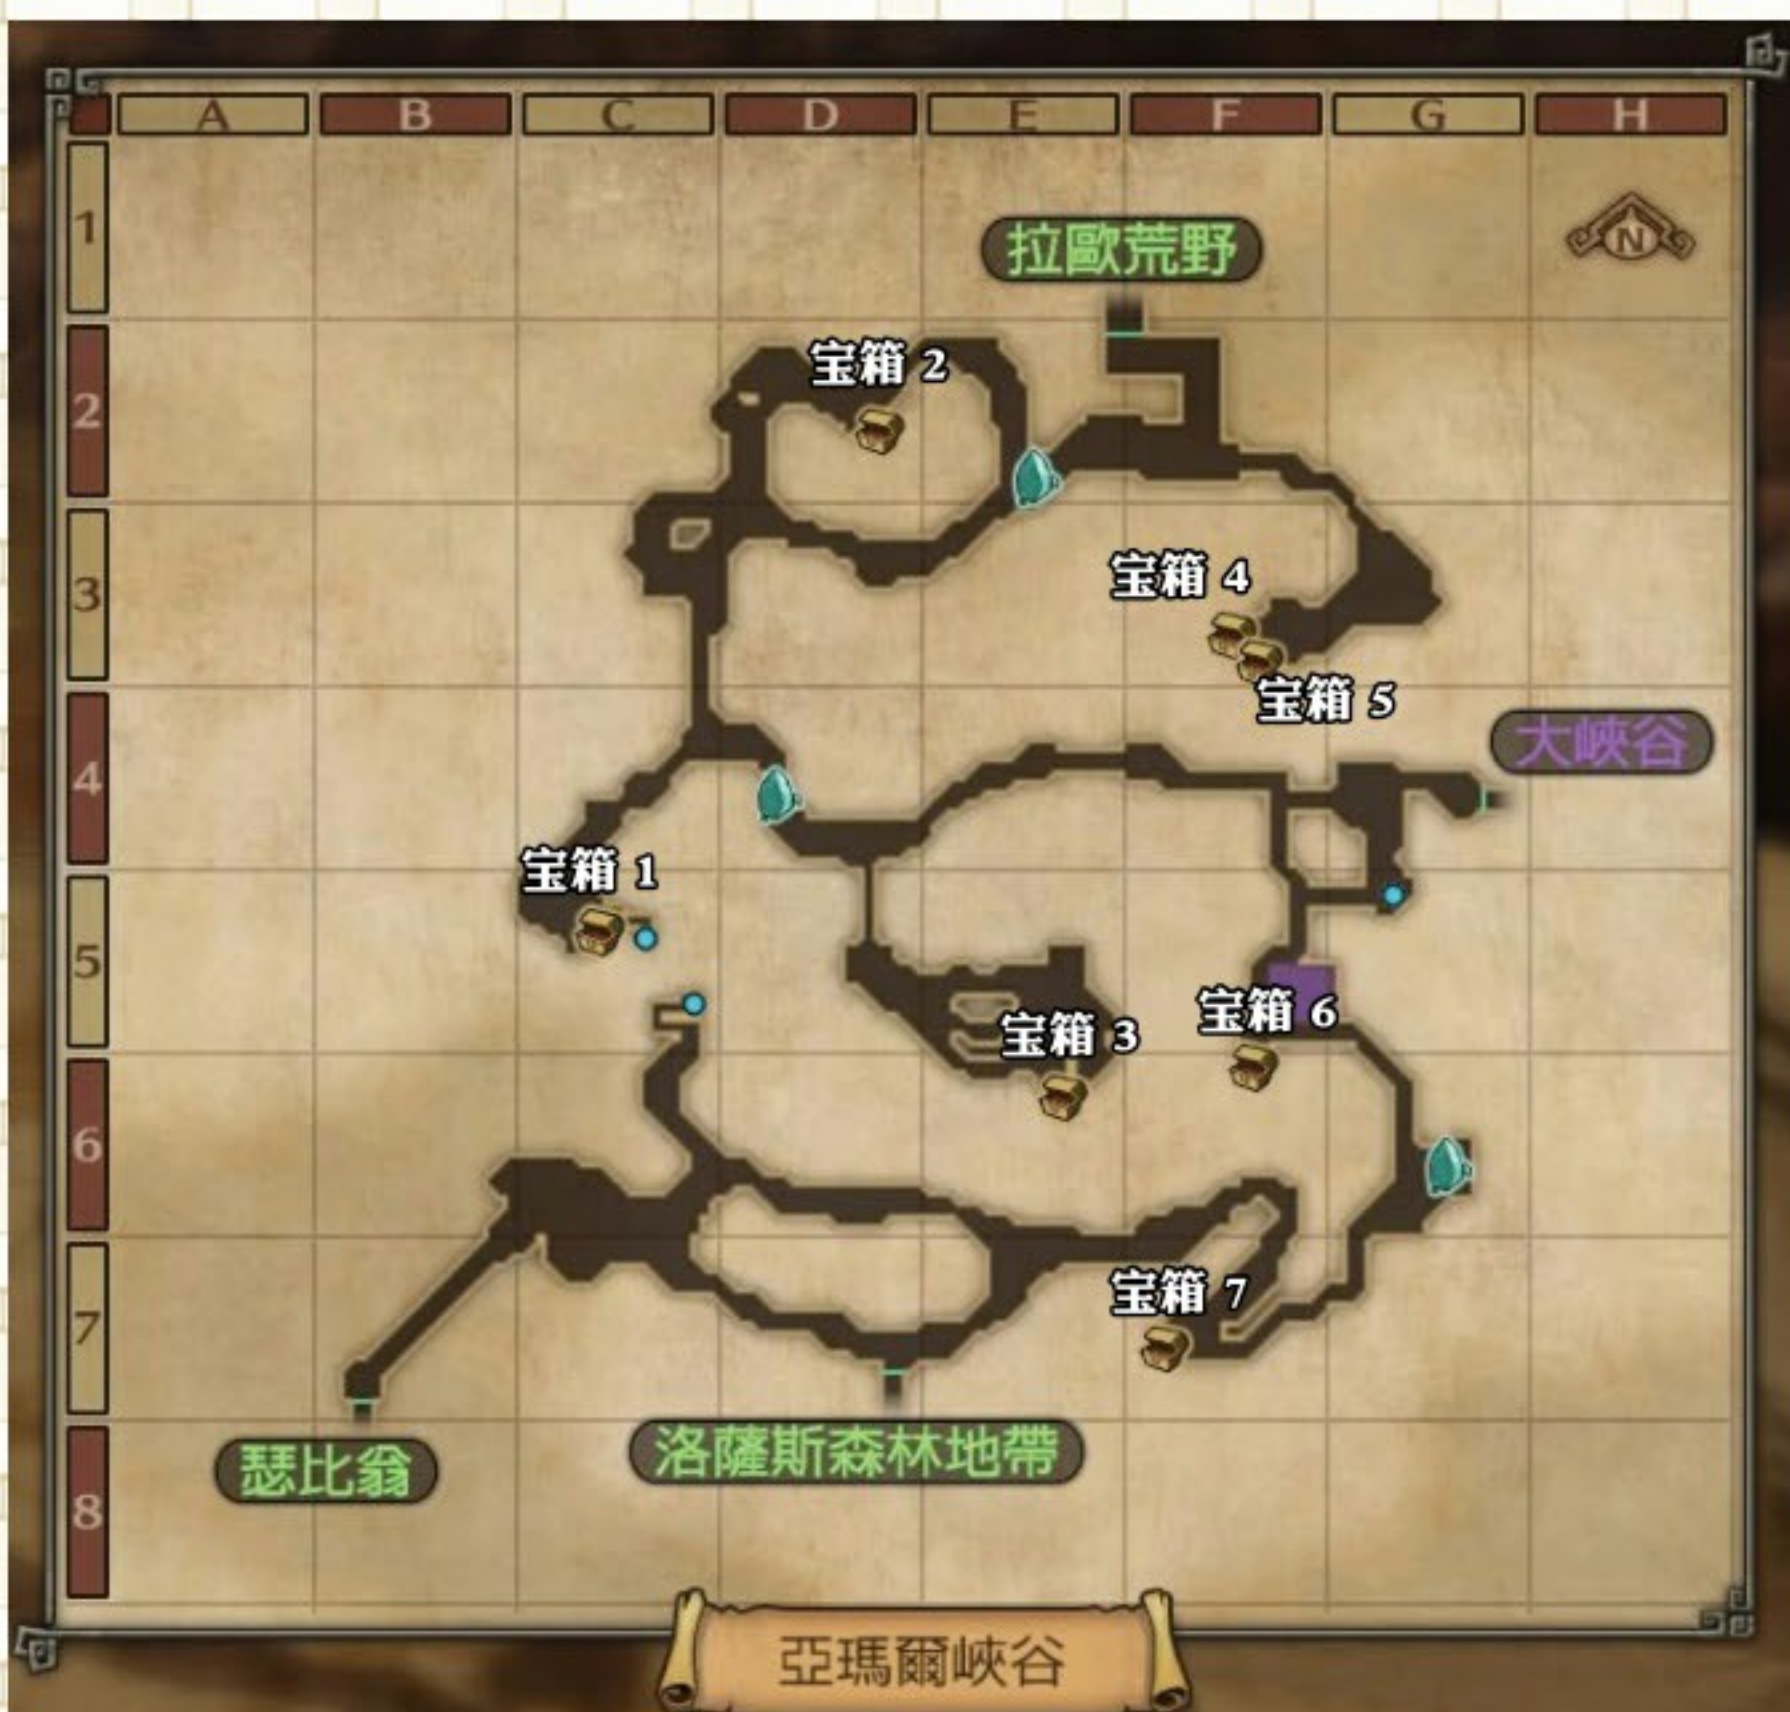 A B C D E F G H
1
N
拉歐荒野
2
宝箱 2
3
宝箱 4
宝箱 5
大峽谷
4
宝箱 1
5
宝箱 6
宝箱 3
6
宝箱 7
7
瑟比翁
洛薩斯森林地帶
8
亞瑪爾峽谷